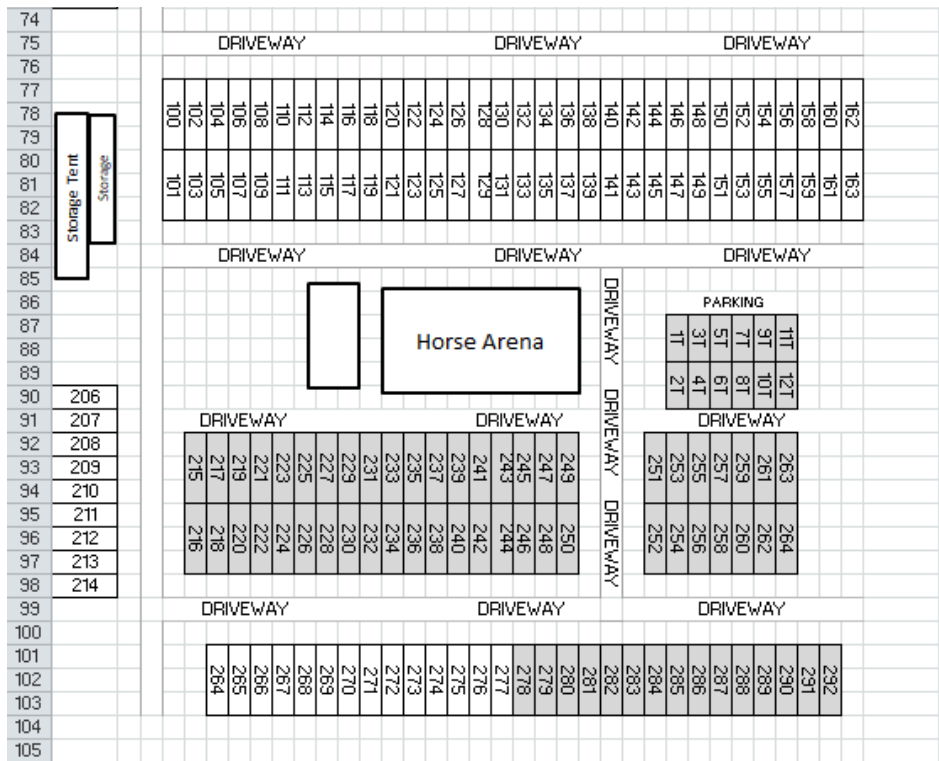 74
75 DRIVEWAY DRIVEWAY DRIVEWAY
76
77
78
79
80
81
82
83
100 102 104 106 108 110 112 114 116 118 120 122 124 126 128 130 132 134 136 138 140 142 144 146 148 150 152 154 156 158 160 162
101 103 105 107 109 111 113 115 117 119 121 123 125 127 129 131 133 135 137 139 141 143 145 147 149 151 153 155 157 159 161 163
Storage Tent
Storage
84 DRIVEWAY DRIVEWAY DRIVEWAY
85
86 PARKING
87
88
89
Horse Arena
DRIVEWAY
DRIVEWAY
DRIVEWAY
1T 3T 5T 7T 9T 11T
2T 4T 6T 8T 10T 12T
90 206
91 207 DRIVEWAY DRIVEWAY DRIVEWAY
92 208
93 209
94 210
95 211
96 212
97 213
98 214
215 217 219 221 223 225 227 229 231 233 235 237 239 241 243 245 247 249 251 253 255 257 259 261 263
216 218 220 222 224 226 228 230 232 234 236 238 240 242 244 246 248 250 252 254 256 258 260 262 264
99 DRIVEWAY DRIVEWAY DRIVEWAY
100
101
102
103
264 265 266 267 268 269 270 271 272 273 274 275 276 277 278 279 280 281 282 283 284 285 286 287 288 289 290 291 292
104
105